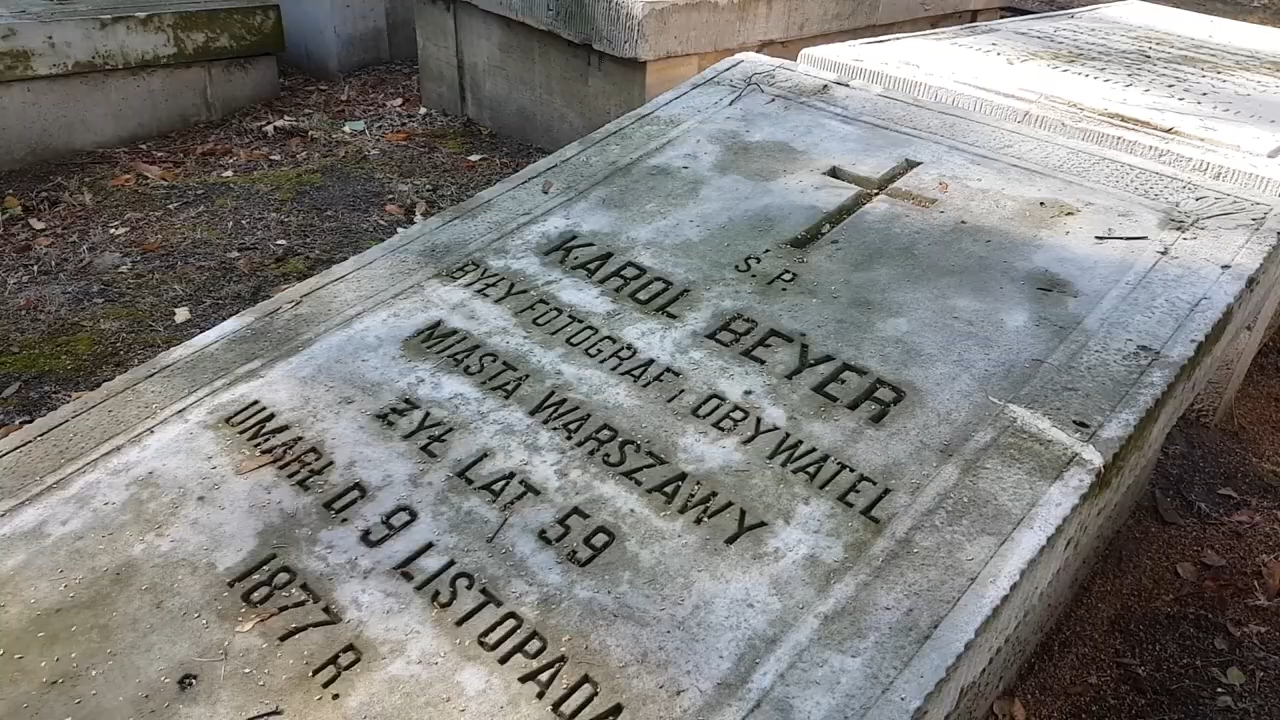 Ś. P.
KAROL BEYER
BYŁY FOTOGRAF I OBYWATEL
MIASTA WARSZAWY
ŻYŁ LAT 59
UMARŁ D. 9 LISTOPADA
1877 R.